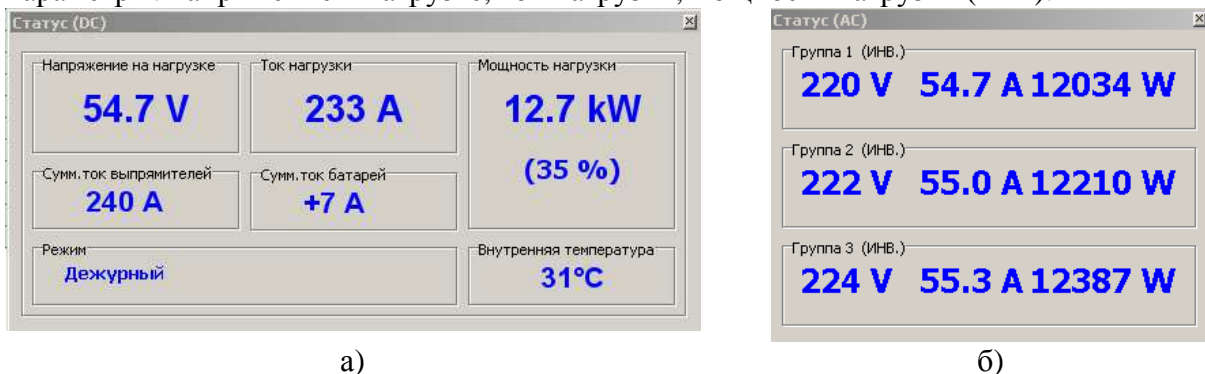 Статус (DC)
Напряжение на нагрузке
54.7 V
Ток нагрузки
233 A
Мощность нагрузки
12.7 kW
(35 %)
Сумм.ток выпрямителей
240 A
Сумм.ток батарей
+7 A
Режим
Дежурный
Внутренняя температура
31°C
а)
Статус (AC)
Группа 1 (ИНВ.)
220 V 54.7 A 12034 W
Группа 2 (ИНВ.)
222 V 55.0 A 12210 W
Группа 3 (ИНВ.)
224 V 55.3 A 12387 W
б)